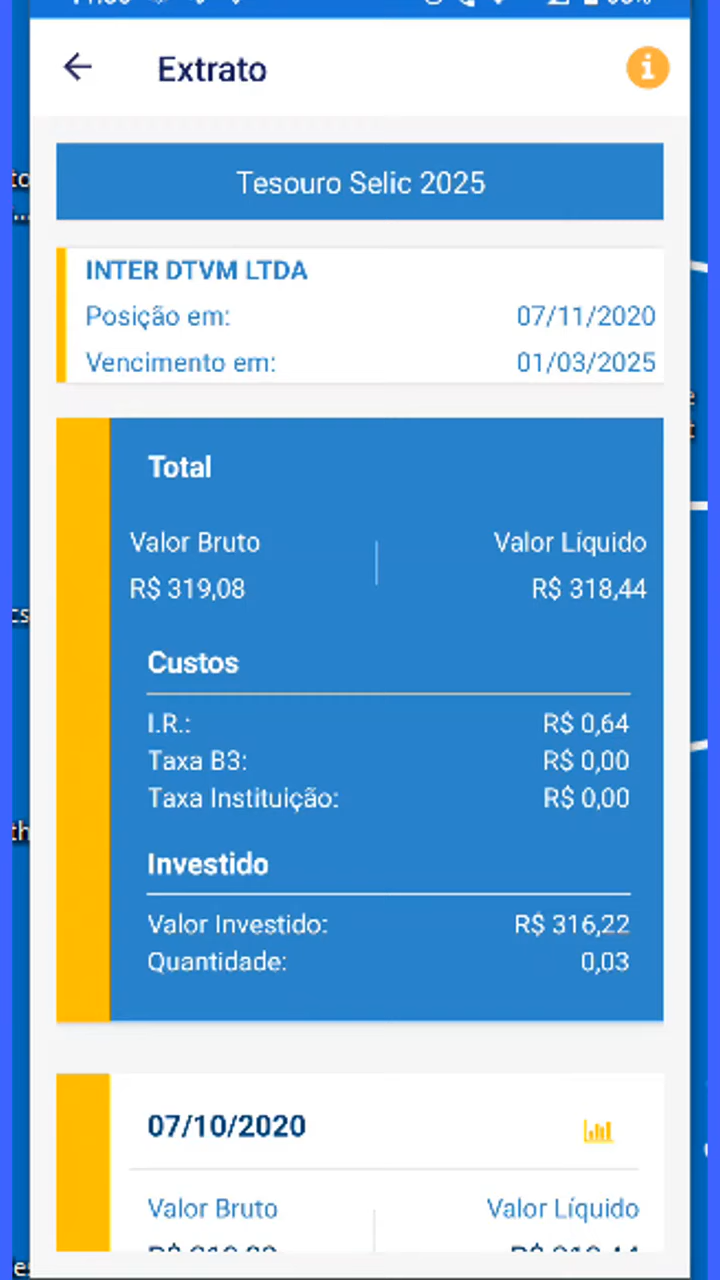 Extrato
Tesouro Selic 2025
INTER DTVM LTDA
Posição em: 07/11/2020
Vencimento em: 01/03/2025
Total
Valor Bruto Valor Líquido
R$ 319,08 R$ 318,44
Custos
I.R.: R$ 0,64
Taxa B3: R$ 0,00
Taxa Instituição: R$ 0,00
Investido
Valor Investido: R$ 316,22
Quantidade: 0,03
07/10/2020
Valor Bruto Valor Líquido